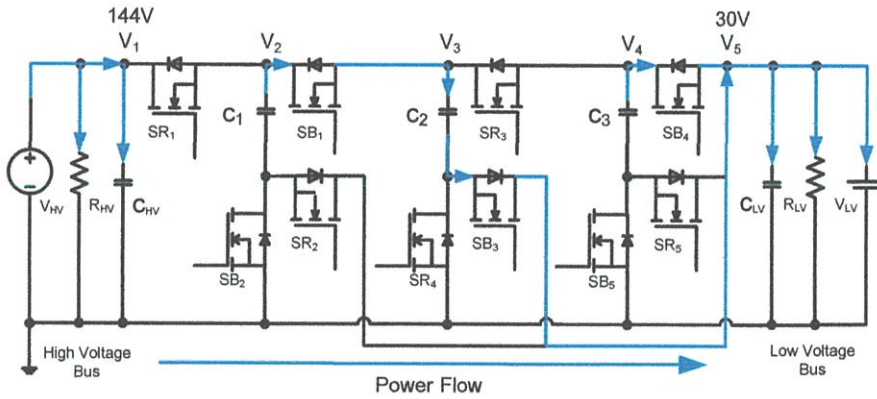 144V
30V
V1
V2
V3
V4
V5
SR1
SB1
SR3
SB4
C1
C2
C3
VHV
RHV
CHV
SB2
SR2
SR4
SB3
SB5
SR5
CLV
RLV
VLV
High Voltage
Bus
Power Flow
Low Voltage
Bus